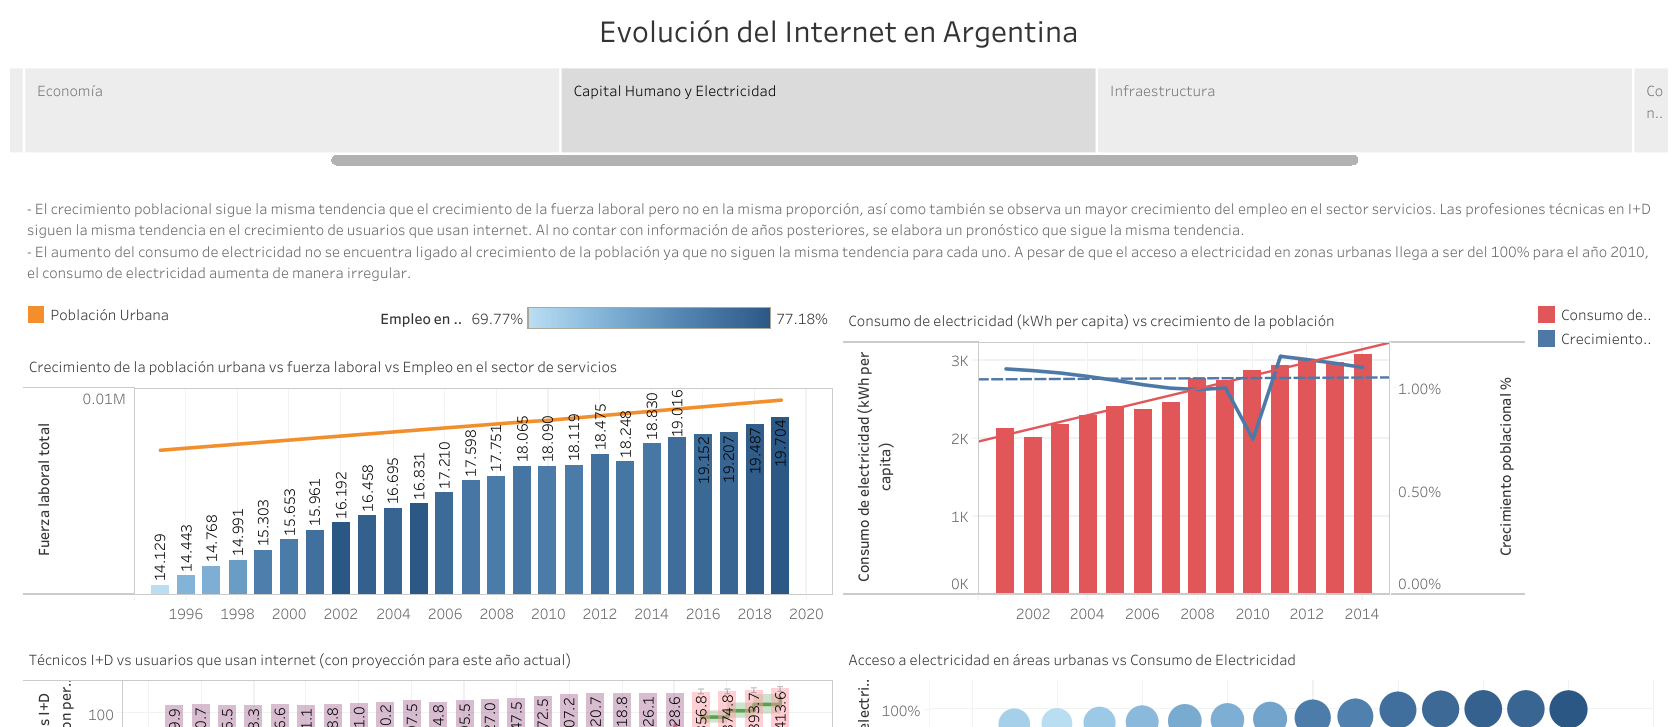 Evolución del Internet en Argentina
Economía
Capital Humano y Electricidad
Infraestructura
Co
n..
- El crecimiento poblacional sigue la misma tendencia que el crecimiento de la fuerza laboral pero no en la misma proporción, así como también se observa un mayor crecimiento del empleo en el sector servicios. Las profesiones técnicas en I+D
siguen la misma tendencia en el crecimiento de usuarios que usan internet. Al no contar con información de años posteriores, se elabora un pronóstico que sigue la misma tendencia.
- El aumento del consumo de electricidad no se encuentra ligado al crecimiento de la población ya que no siguen la misma tendencia para cada uno. A pesar de que el acceso a electricidad en zonas urbanas llega a ser del 100% para el año 2010,
el consumo de electricidad aumenta de manera irregular.
Población Urbana
Empleo en .. 69.77% 77.18%
Crecimiento de la población urbana vs fuerza laboral vs Empleo en el sector de servicios
0.01M
Fuerza laboral total
14.129
14.443
14.768
14.991
15.303
15.653
15.961
16.192
16.458
16.695
16.831
17.210
17.598
17.751
18.065
18.090
18.119
18.475
18.248
18.830
19.016
19.152
19.207
19.487
19.704
1996 1998 2000 2002 2004 2006 2008 2010 2012 2014 2016 2018 2020
Consumo de electricidad (kWh per capita) vs crecimiento de la población
Consumo de..
Crecimiento..
Consumo de electricidad (kWh per
capita)
3K
2K
1K
0K
1.00%
0.50%
0.00%
Crecimiento poblacional %
2002 2004 2006 2008 2010 2012 2014
Técnicos I+D vs usuarios que usan internet (con proyección para este año actual)
s I+D
on per..
100
Acceso a electricidad en áreas urbanas vs Consumo de Electricidad
electri..
100%